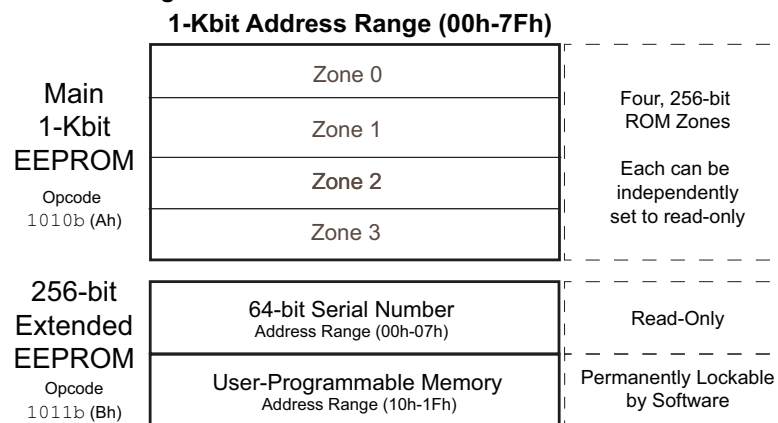 1-Kbit Address Range (00h-7Fh)
Main
1-Kbit
EEPROM
Opcode
1010b (Ah)
Zone 0
Zone 1
Zone 2
Zone 3
Four, 256-bit
ROM Zones
Each can be
independently
set to read-only
256-bit
Extended
EEPROM
Opcode
1011b (Bh)
64-bit Serial Number
Address Range (00h-07h)
Read-Only
User-Programmable Memory
Address Range (10h-1Fh)
Permanently Lockable
by Software